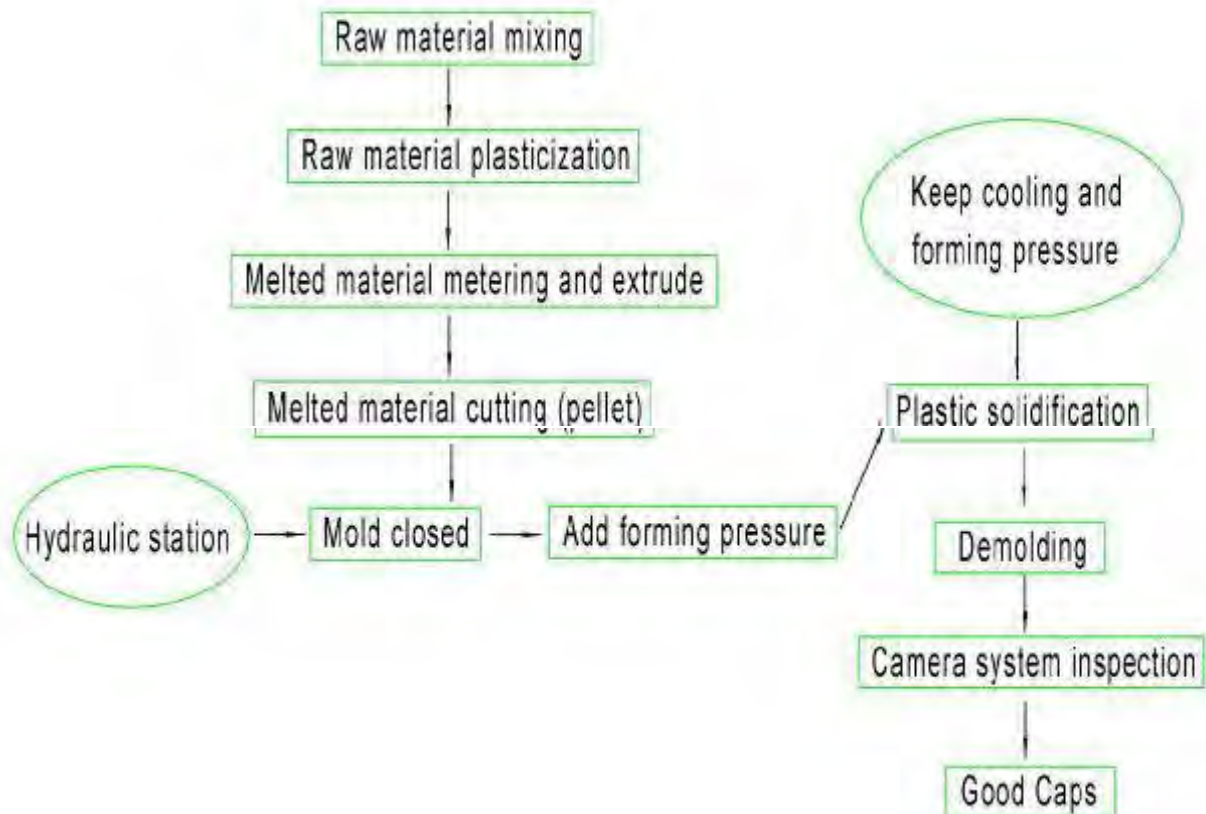 Raw material mixing
Raw material plasticization
Melted material metering and extrude
Melted material cutting (pellet)
Hydraulic station
Mold closed
Add forming pressure
Keep cooling and
forming pressure
Plastic solidification
Demolding
Camera system inspection
Good Caps